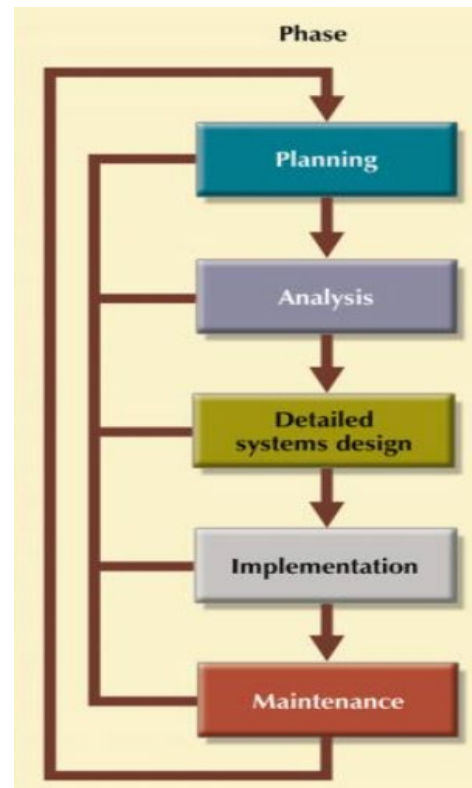 Phase
Planning
Analysis
Detailed
systems design
Implementation
Maintenance